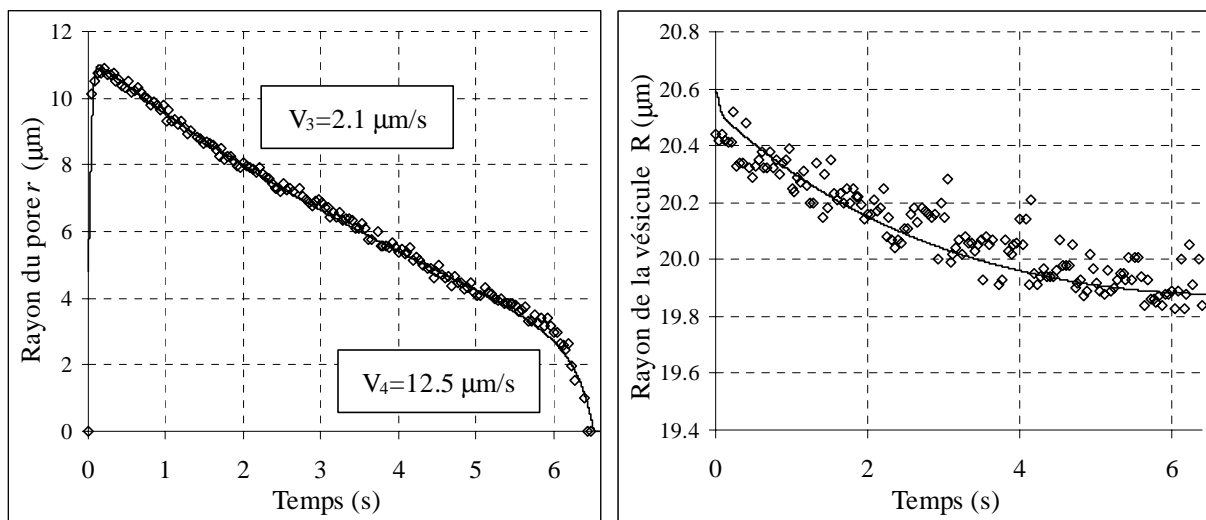 12
10
8
6
4
2
0
0 1 2 3 4 5 6
Rayon du pore r (µm)
Temps (s)
V3=2.1 µm/s
V4=12.5 µm/s
20.8
20.6
20.4
20.2
20.0
19.8
19.6
19.4
0 2 4 6
Rayon de la vésicule R (µm)
Temps (s)